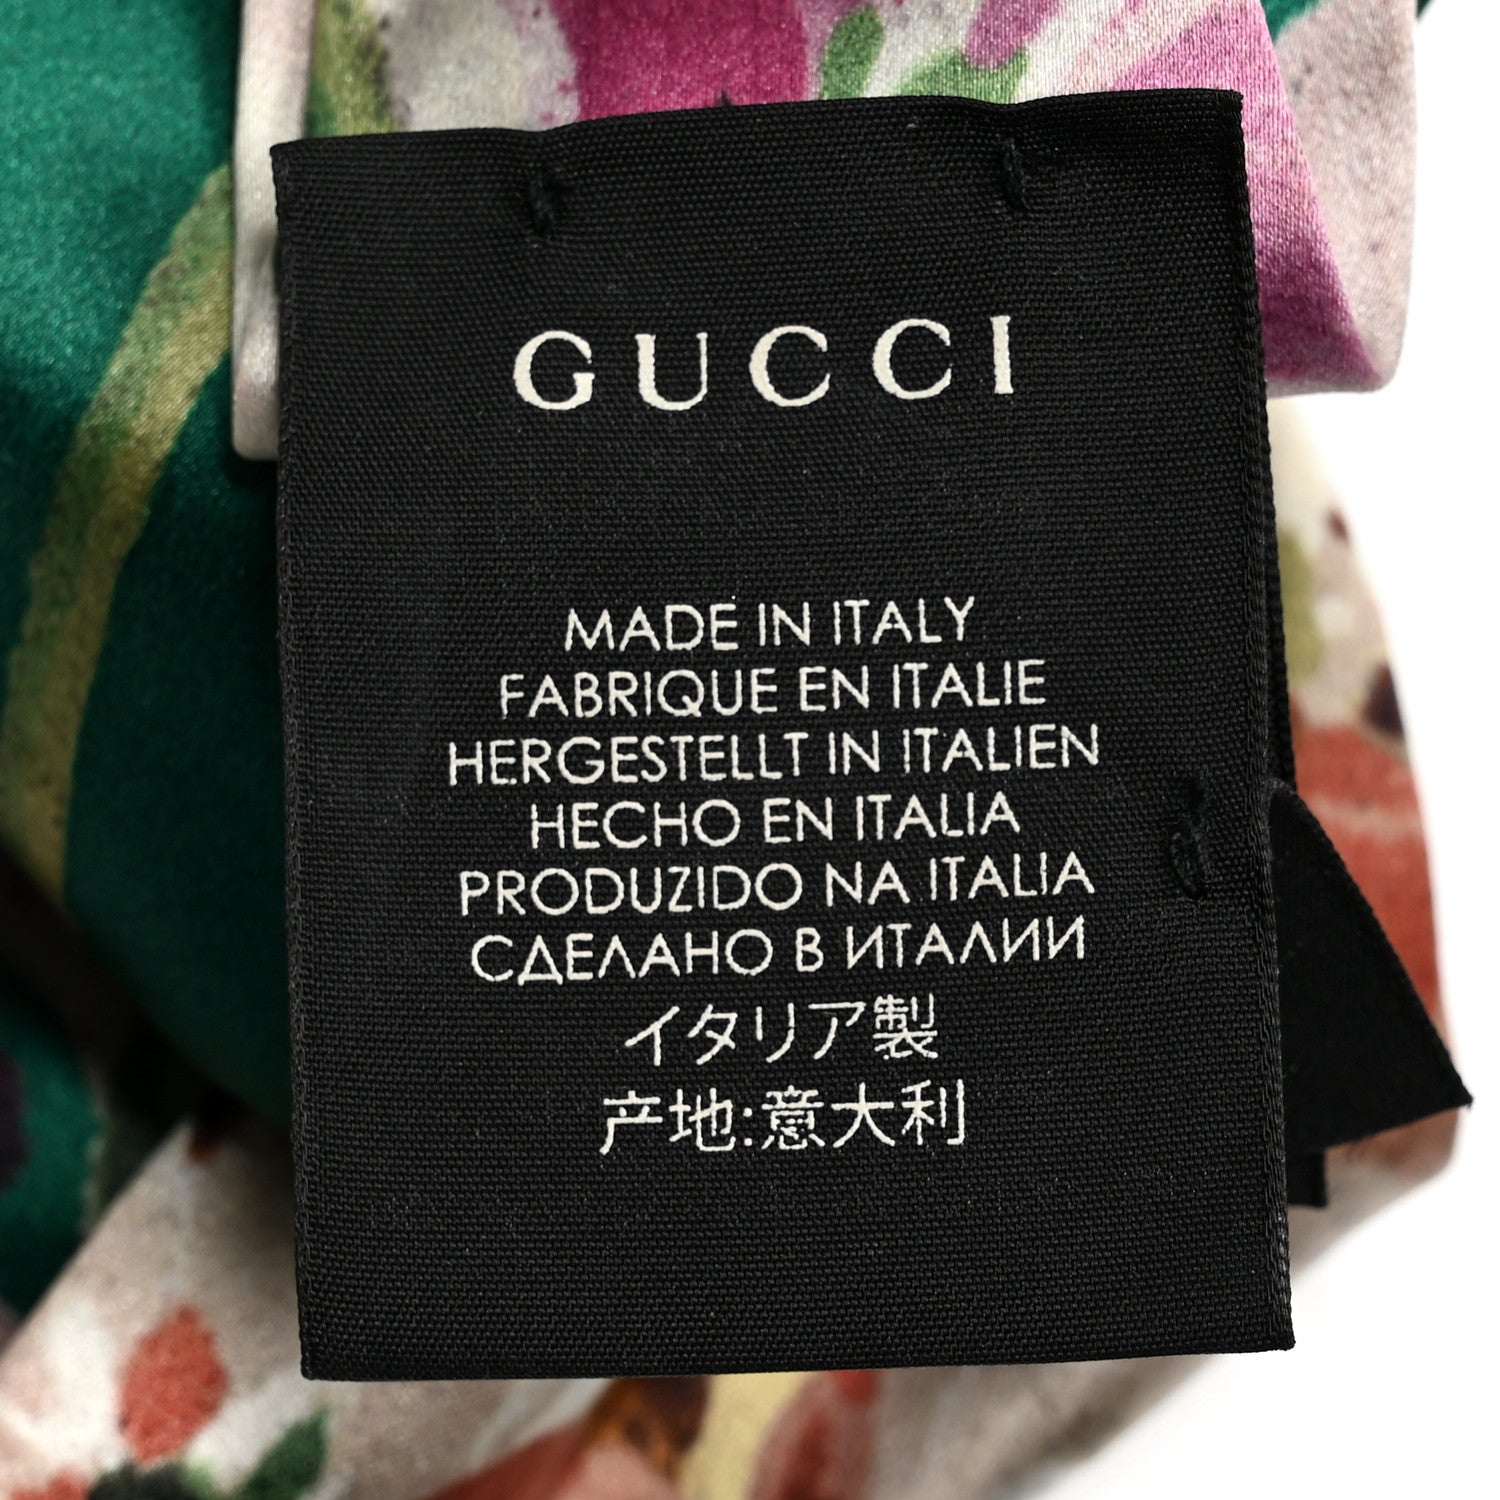 GUCCI
MADE IN ITALY
FABRIQUE EN ITALIE
HERGESTELLT IN ITALIEN
HECHO EN ITALIA
PRODUZIDO NA ITALIA
СДЕЛАНО В ИТАЛИИ
イタリア製
产地:意大利